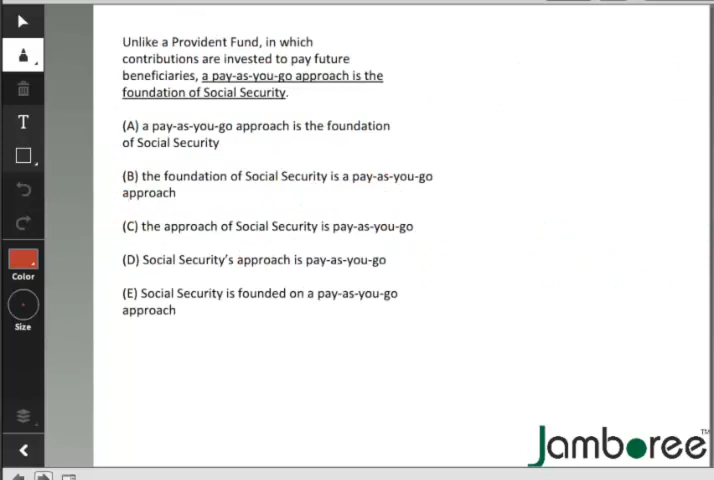 Unlike a Provident Fund, in which
contributions are invested to pay future
beneficiaries, a pay-as-you-go approach is the
foundation of Social Security.
(A) a pay-as-you-go approach is the foundation
of Social Security
(B) the foundation of Social Security is a pay-as-you-go
approach
(C) the approach of Social Security is pay-as-you-go
(D) Social Security's approach is pay-as-you-go
(E) Social Security is founded on a pay-as-you-go
approach
T
Color
Size
Jamboree™